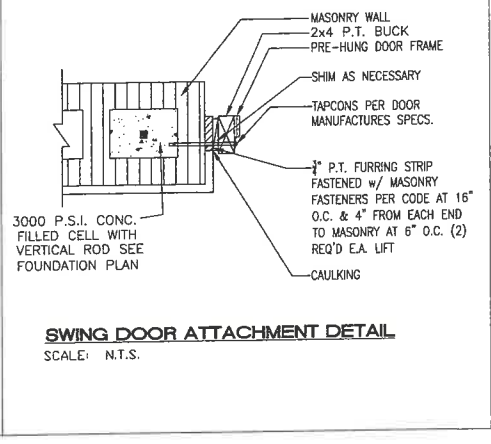 MASONRY WALL
2x4 P.T. BUCK
PRE-HUNG DOOR FRAME
SHIM AS NECESSARY
TAPCONS PER DOOR
MANUFACTURES SPECS.
¾" P.T. FURRING STRIP
FASTENED w/ MASONRY
FASTENERS PER CODE AT 16"
O.C. & 4" FROM EACH END
TO MASONRY AT 6" O.C. (2)
REQ'D E.A. LIFT
CAULKING
3000 P.S.I. CONC.
FILLED CELL WITH
VERTICAL ROD SEE
FOUNDATION PLAN
SWING DOOR ATTACHMENT DETAIL
SCALE: N.T.S.